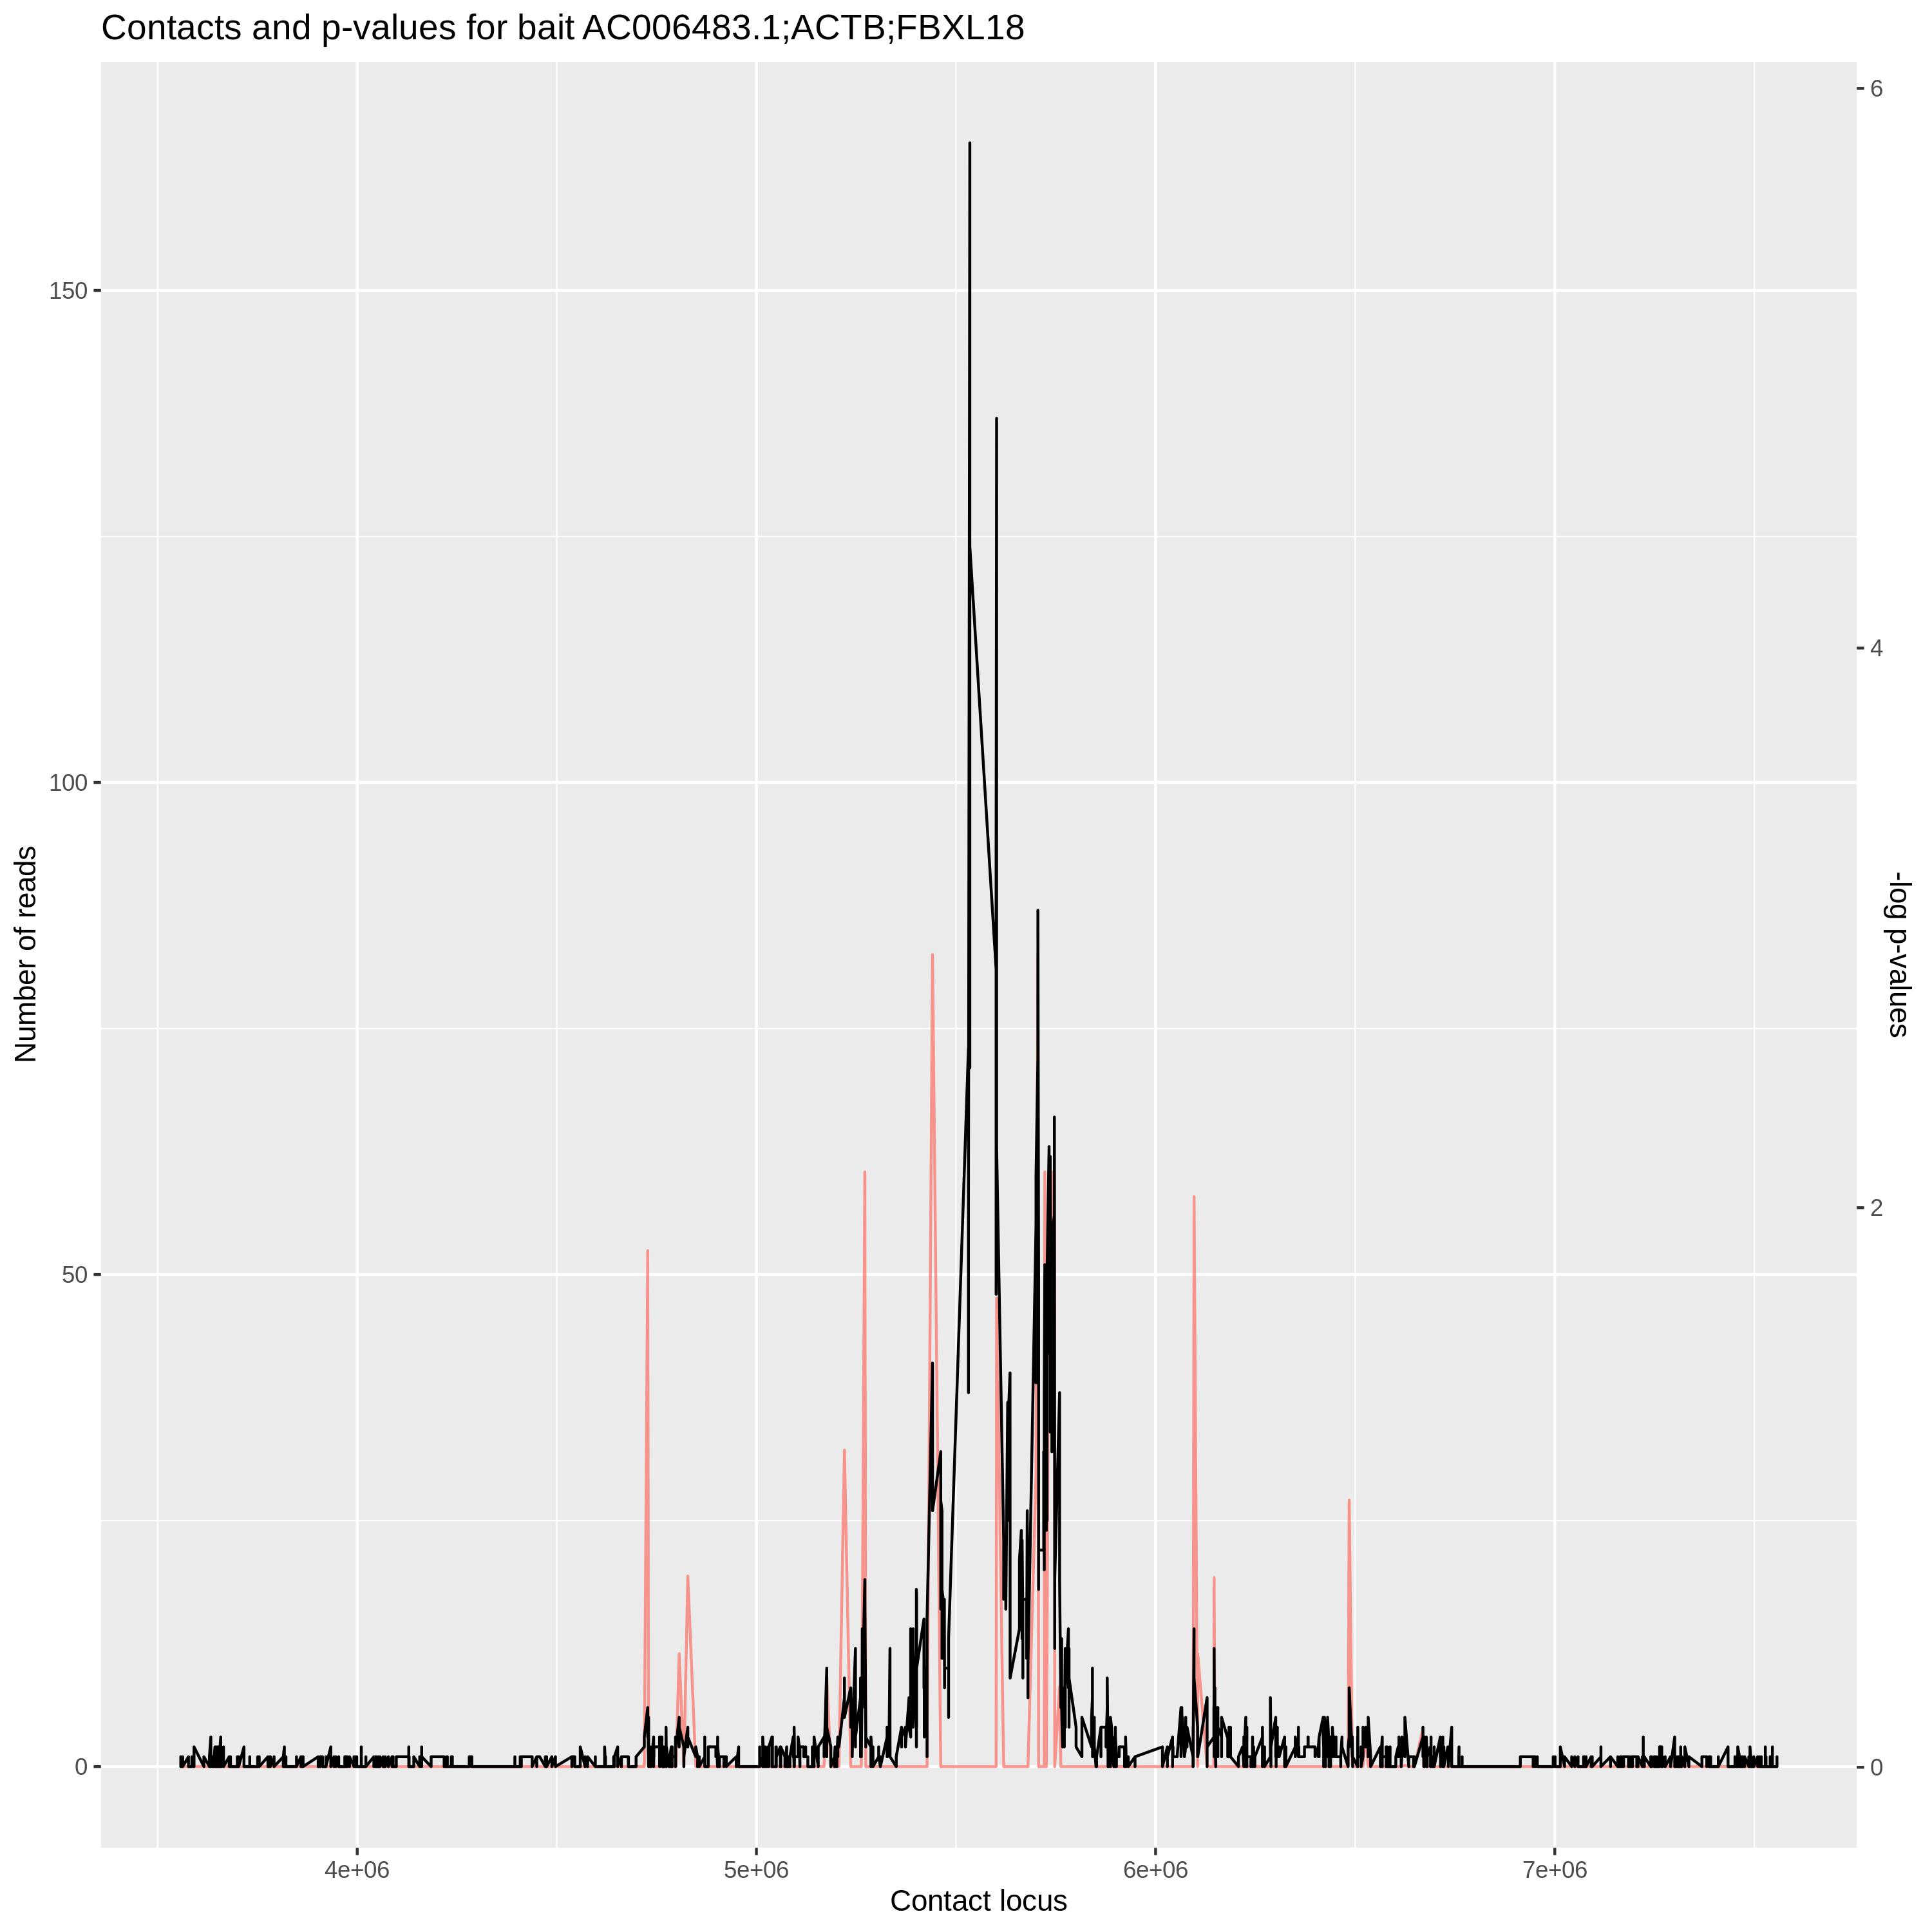 Contacts and p-values for bait AC006483.1;ACTB;FBXL18
6
150
4
100
Number of reads
-log p-values
2
50
0
0
4e+06
5e+06
6e+06
7e+06
Contact locus